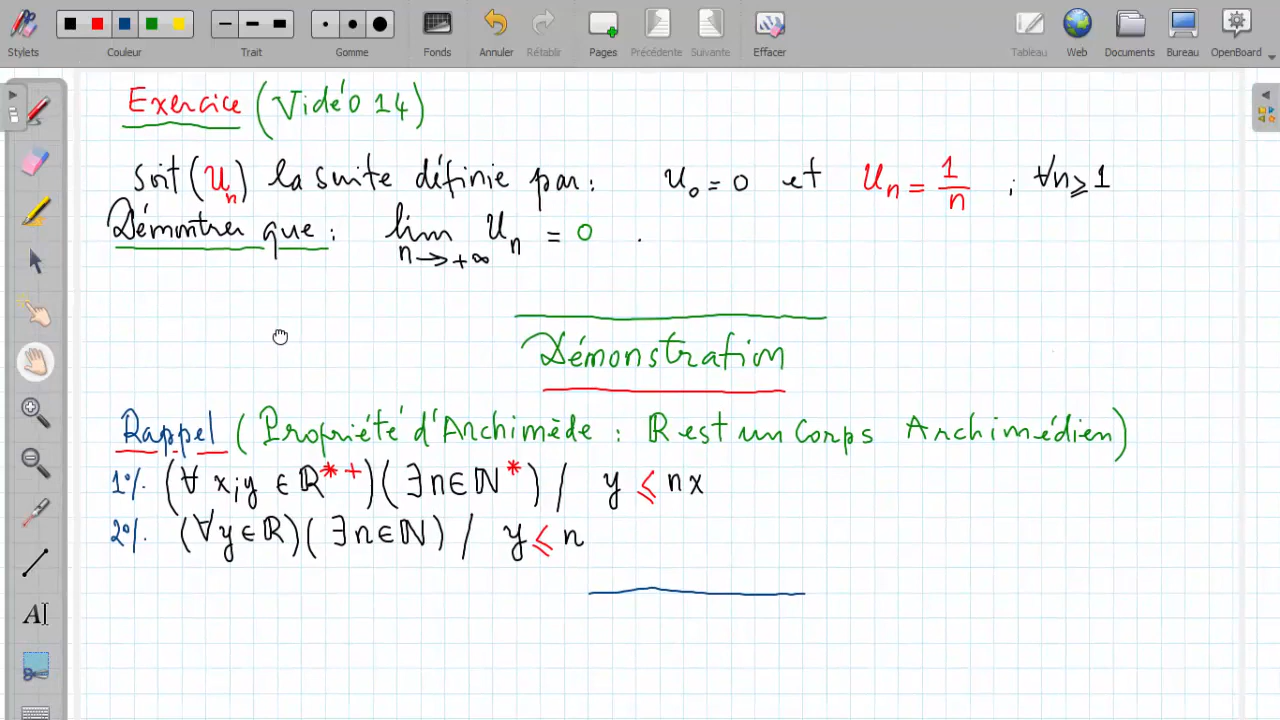 Stylets Couleur Trait Gomme Fonds Annuler Rétablir Pages Précédente Suivante Effacer Tableau Web Documents Bureau OpenBoard
Exercice (Vidéo 14)
soit (Un) la suite définie par : U₀ = 0 et Uₙ = 1/n ; ∀n ⩾ 1
Démontrer que : lim Uₙ = 0 .
n → +∞
Démonstration
Rappel ( Propriété d'Archimède : R est un Corps Archimédien)
1%. (∀ x,y ∈ ℝ*+)(∃n∈ℕ*) / y ⩽ nx
2%. (∀y∈ℝ)(∃n∈ℕ) / y ⩽ n
AI